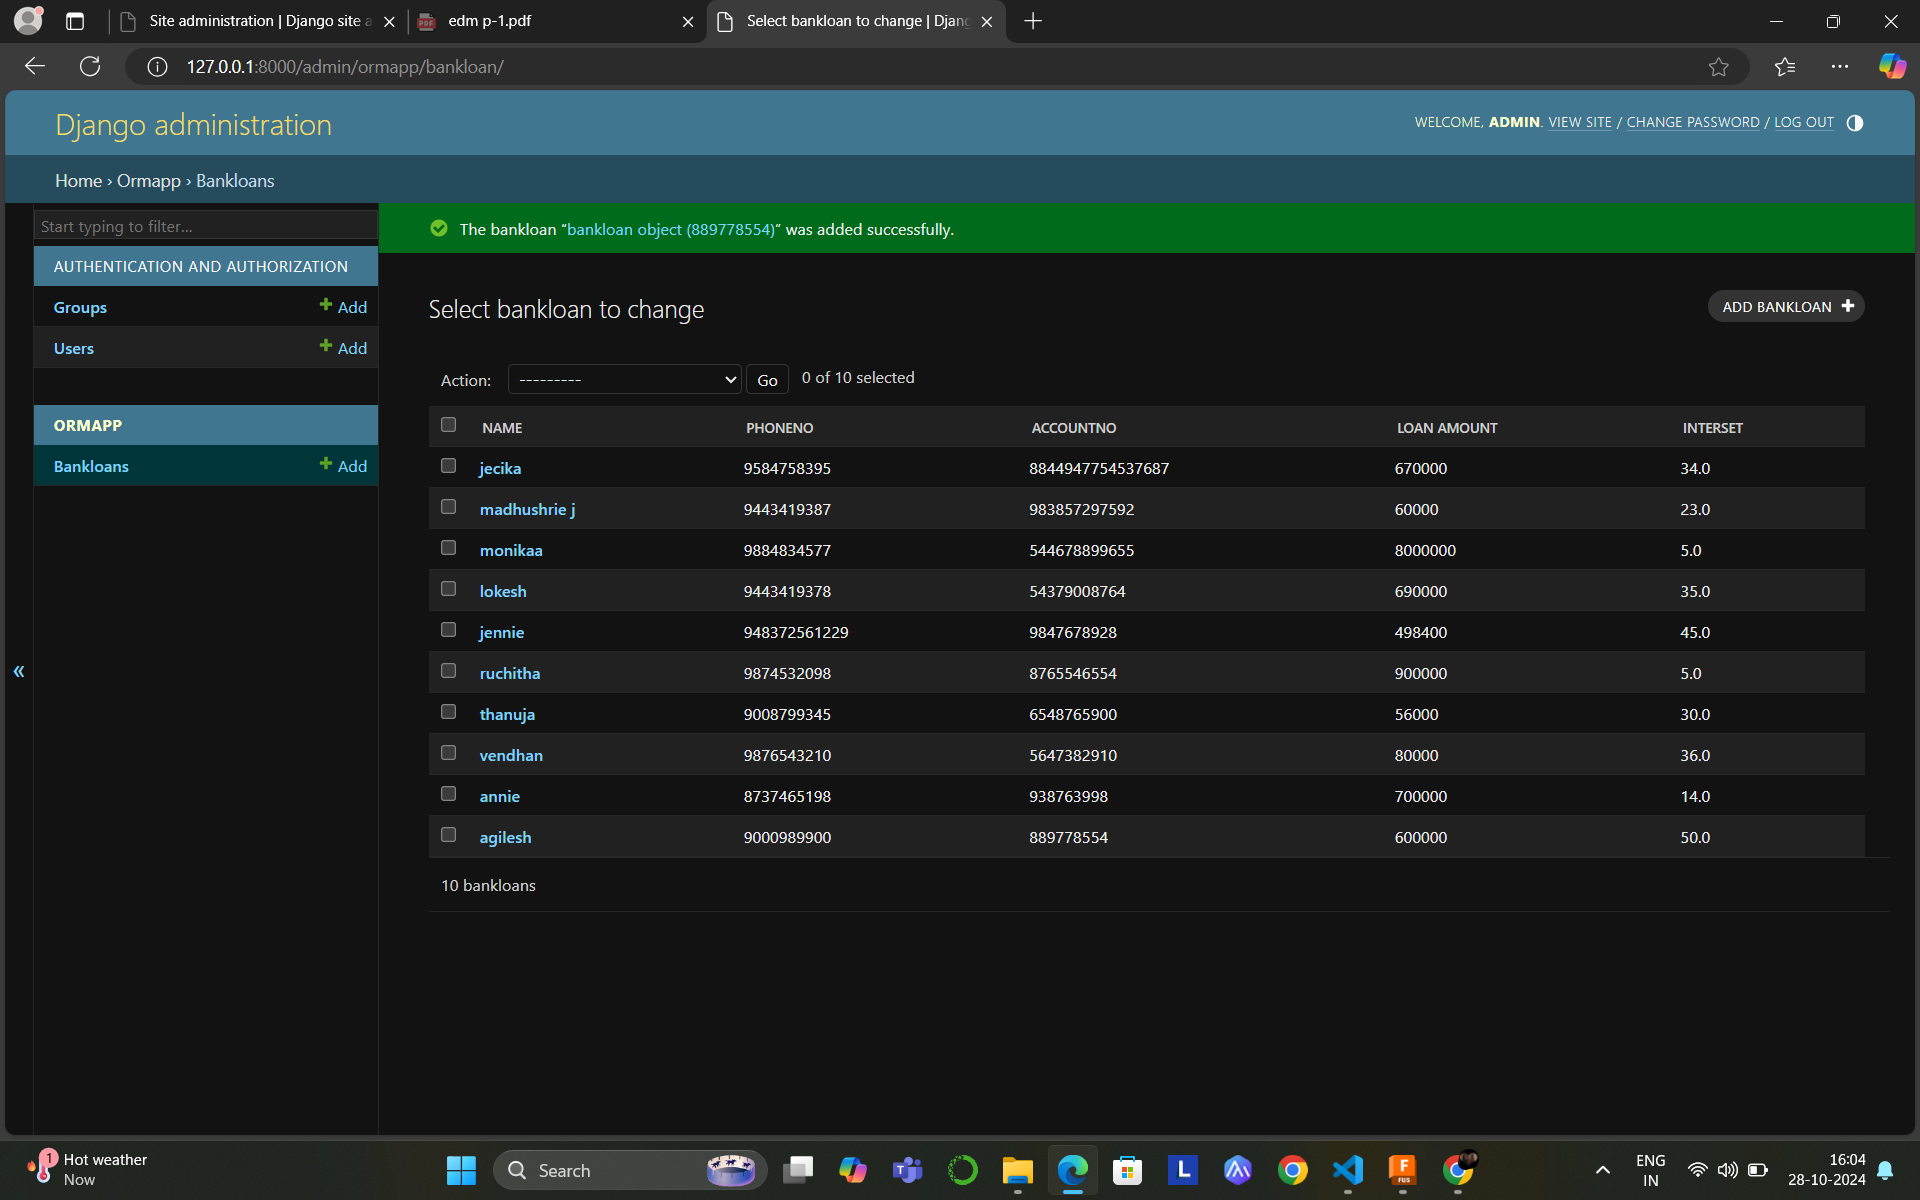 Site administration | Django site a
edm p-1.pdf
Select bankloan to change | Djang
127.0.0.1:8000/admin/ormapp/bankloan/
Django administration
WELCOME, ADMIN. VIEW SITE / CHANGE PASSWORD / LOG OUT
Home › Ormapp › Bankloans
Start typing to filter...
AUTHENTICATION AND AUTHORIZATION
Groups + Add
Users + Add
ORMAPP
Bankloans + Add
«
The bankloan “bankloan object (889778554)” was added successfully.
Select bankloan to change
ADD BANKLOAN +
Action: --------- Go 0 of 10 selected
NAME PHONENO ACCOUNTNO LOAN AMOUNT INTERSET
jecika 9584758395 8844947754537687 670000 34.0
madhushrie j 9443419387 983857297592 60000 23.0
monikaa 9884834577 544678899655 8000000 5.0
lokesh 9443419378 54379008764 690000 35.0
jennie 948372561229 9847678928 498400 45.0
ruchitha 9874532098 8765546554 900000 5.0
thanuja 9008799345 6548765900 56000 30.0
vendhan 9876543210 5647382910 80000 36.0
annie 8737465198 938763998 700000 14.0
agilesh 9000989900 889778554 600000 50.0
10 bankloans
1
Hot weather
Now
Search
L
F
FUS
ENG
IN
16:04
28-10-2024